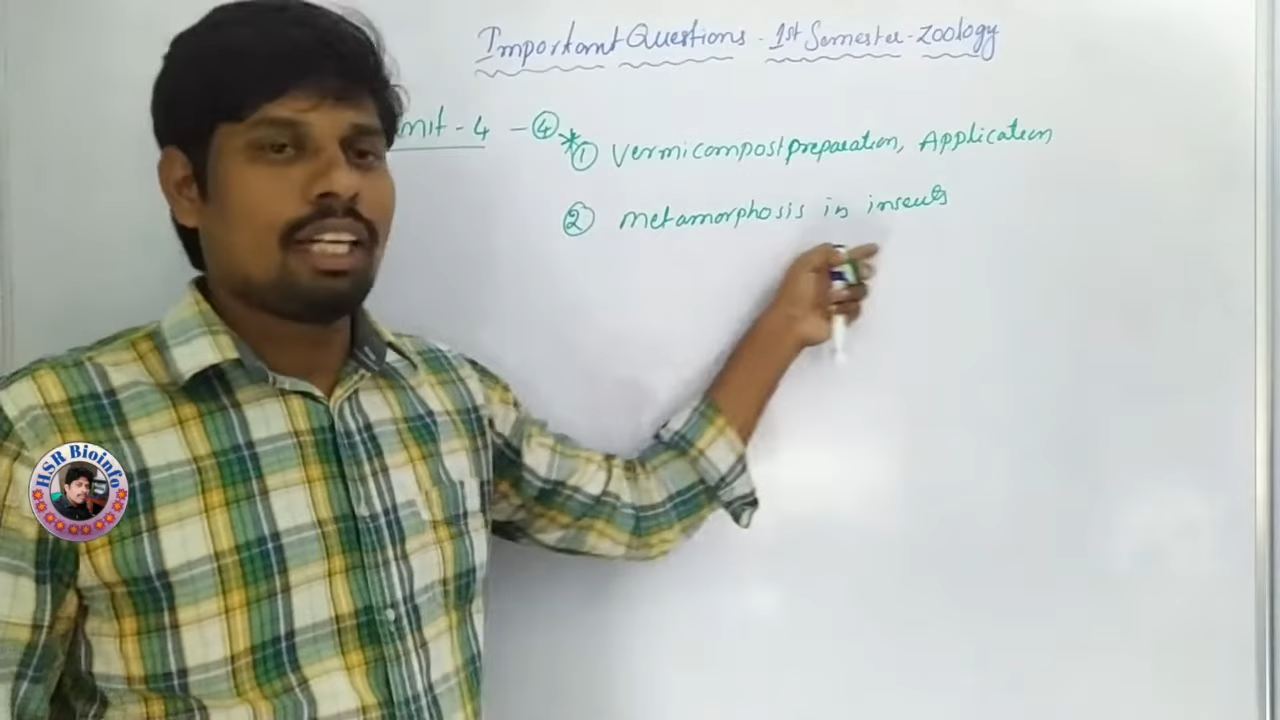 Important Questions - 1st Semester - Zoology
nit - 4 - ④
* ① Vermicompost preparation, Application,
② metamorphosis in insects
HSR Bioinfo